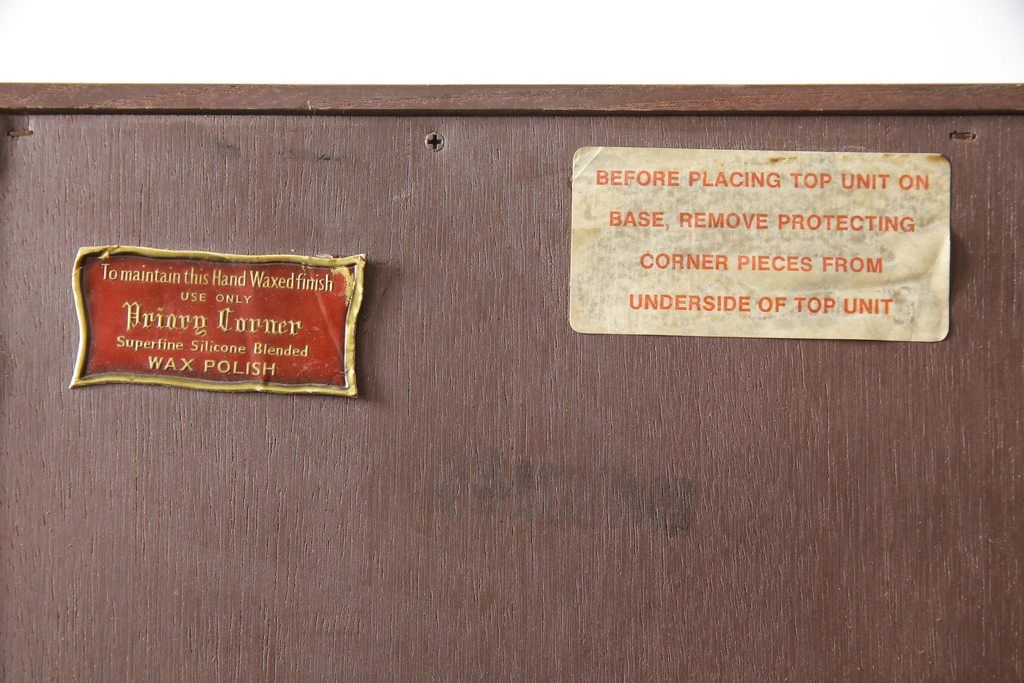 To maintain this Hand Waxed finish
USE ONLY
Priory Corner
Superfine Silicone Blended
WAX POLISH
BEFORE PLACING TOP UNIT ON
BASE, REMOVE PROTECTING
CORNER PIECES FROM
UNDERSIDE OF TOP UNIT